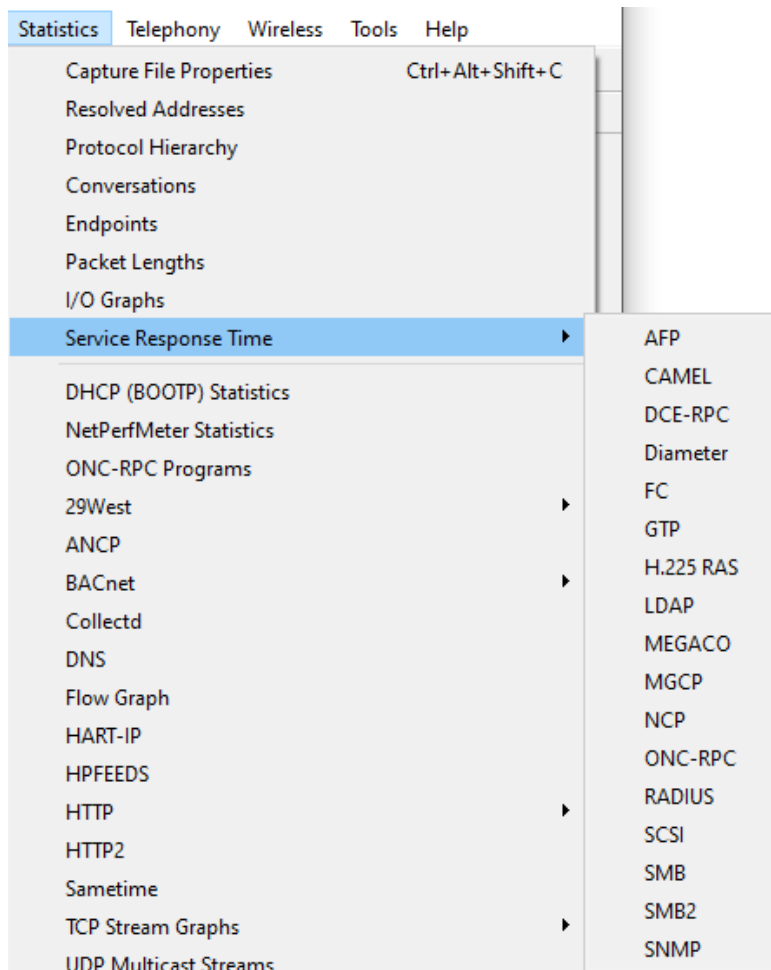 Statistics Telephony Wireless Tools Help
Capture File Properties Ctrl+Alt+Shift+C
Resolved Addresses
Protocol Hierarchy
Conversations
Endpoints
Packet Lengths
I/O Graphs
Service Response Time
DHCP (BOOTP) Statistics
NetPerfMeter Statistics
ONC-RPC Programs
29West
ANCP
BACnet
Collectd
DNS
Flow Graph
HART-IP
HPFEEDS
HTTP
HTTP2
Sametime
TCP Stream Graphs
UDP Multicast Streams
AFP
CAMEL
DCE-RPC
Diameter
FC
GTP
H.225 RAS
LDAP
MEGACO
MGCP
NCP
ONC-RPC
RADIUS
SCSI
SMB
SMB2
SNMP